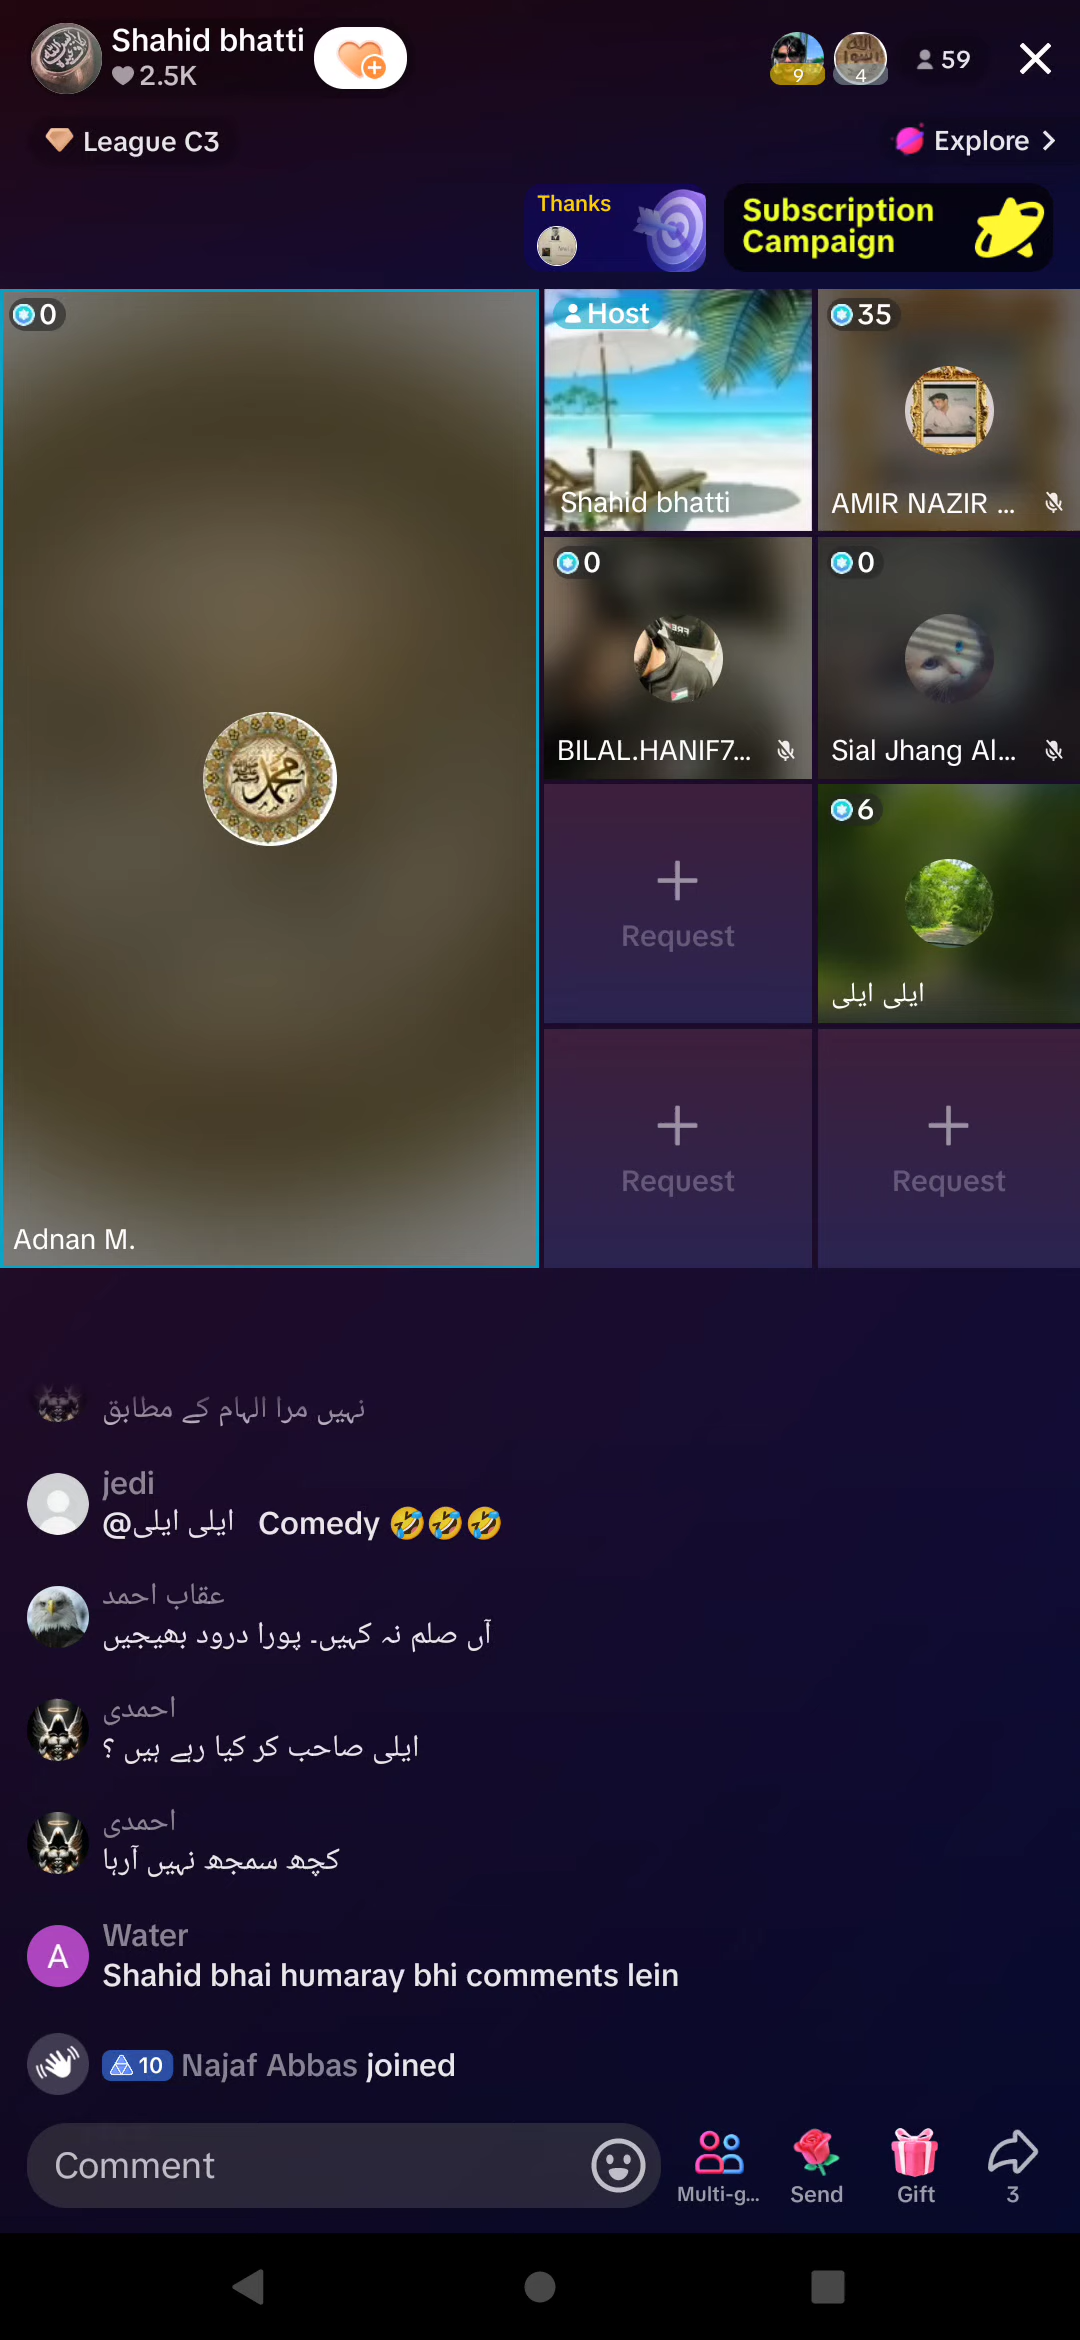 Shahid bhatti
2.5K
9
4
59
League C3
Explore
Thanks
Subscription
Campaign
0
Host
Shahid bhatti
35
AMIR NAZIR ...
0
BILAL.HANIF7...
0
Sial Jhang Al...
Request
6
ایلی ایلی
Request
Request
Adnan M.
نہیں مرا الہام کے مطابق
jedi
@ایلی ایلی Comedy 🤣🤣🤣
عقاب احمد
آں صلم نہ کہیں۔ پورا درود بھیجیں
احمدی
ایلی صاحب کر کیا رہے ہیں ؟
احمدی
کچھ سمجھ نہیں آرہا
A
Water
Shahid bhai humaray bhi comments lein
10 Najaf Abbas joined
Comment
Multi-g...
Send
Gift
3